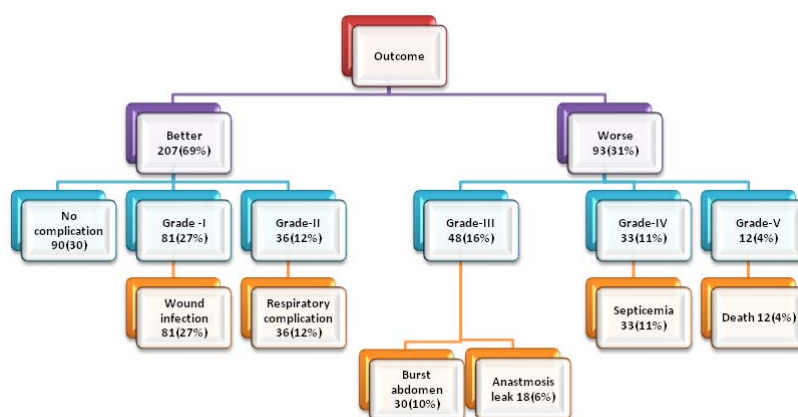 Outcome
Better
207(69%)
Worse
93(31%)
No
complication
90(30)
Grade -I
81(27%)
Grade-II
36(12%)
Grade-III
48(16%)
Grade-IV
33(11%)
Grade-V
12(4%)
Wound
infection
81(27%)
Respiratory
complication
36(12%)
Septicemia
33(11%)
Death 12(4%)
Burst
abdomen
30(10%)
Anastmosis
leak 18(6%)